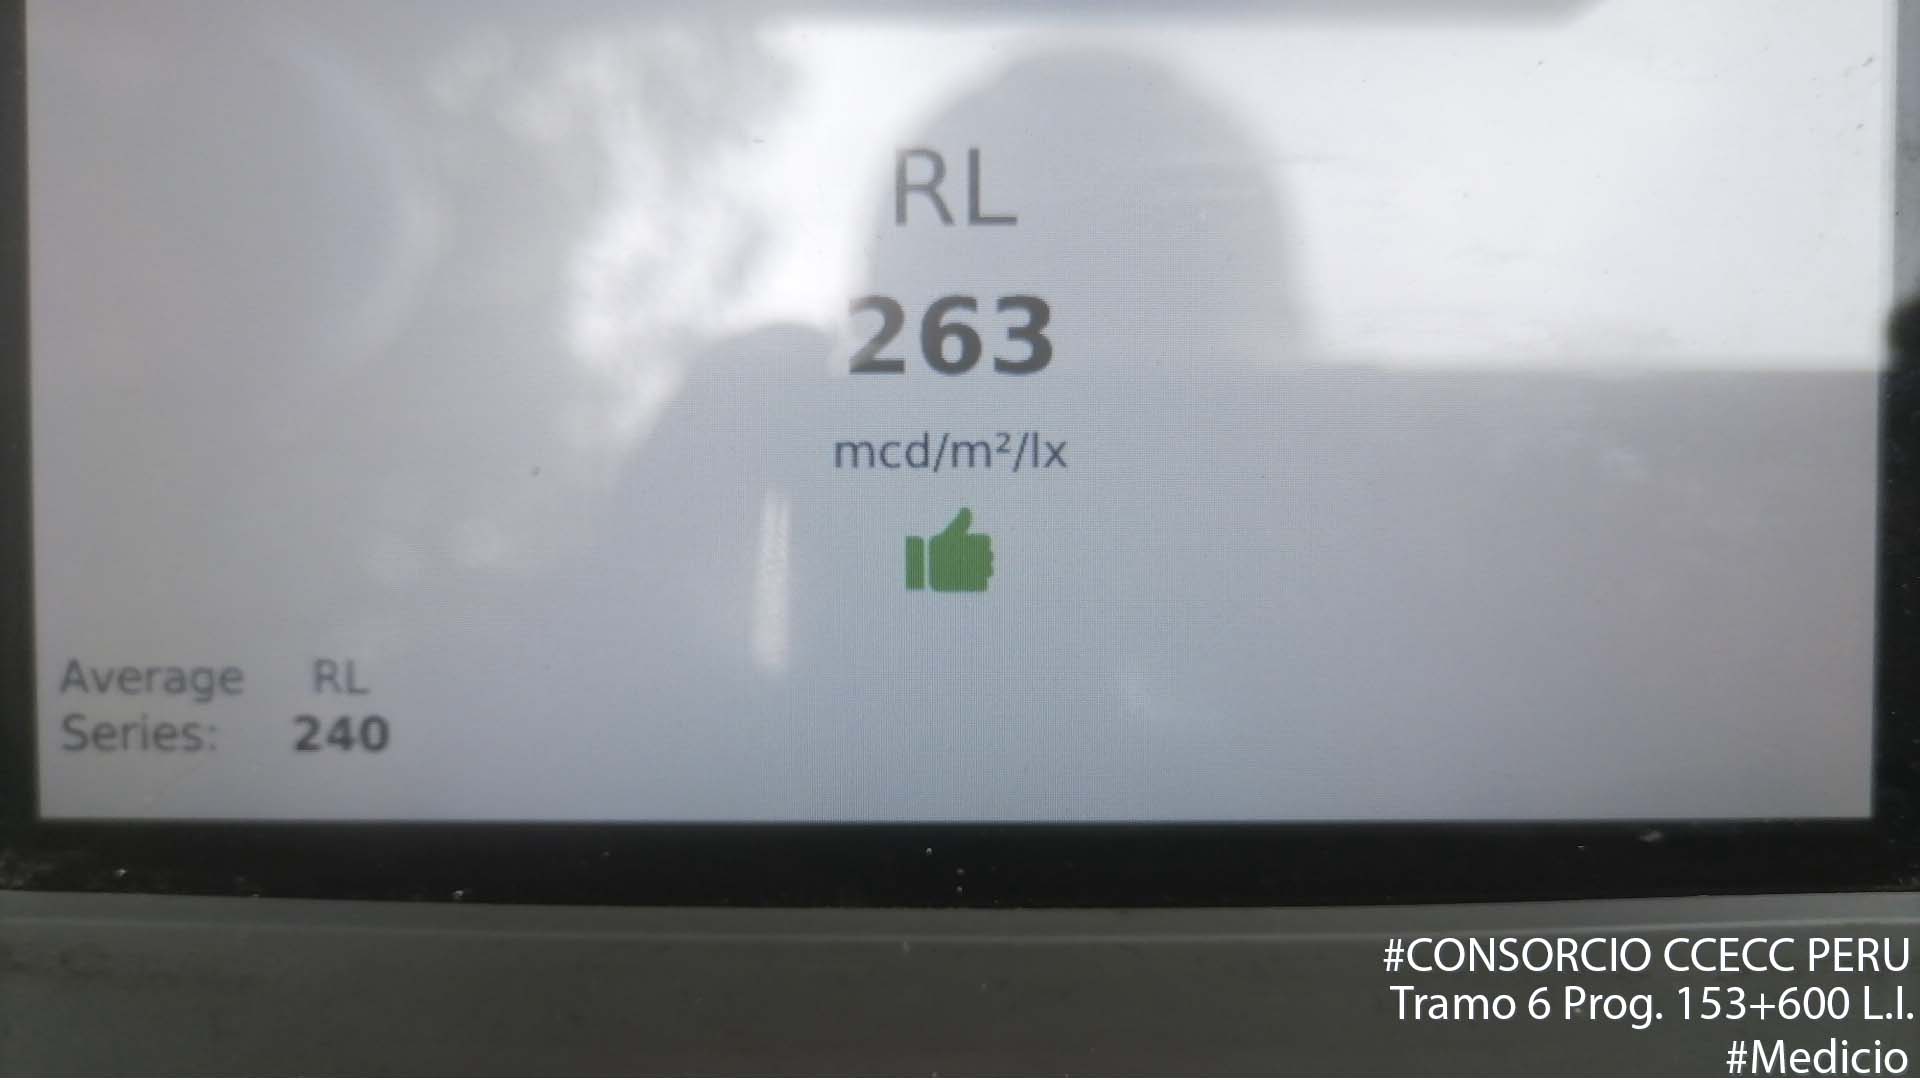 RL
263
mcd/m²/lx
Average RL
Series: 240
#CONSORCIO CCECC PERU
Tramo 6 Prog. 153+600 L.I.
#Medicio